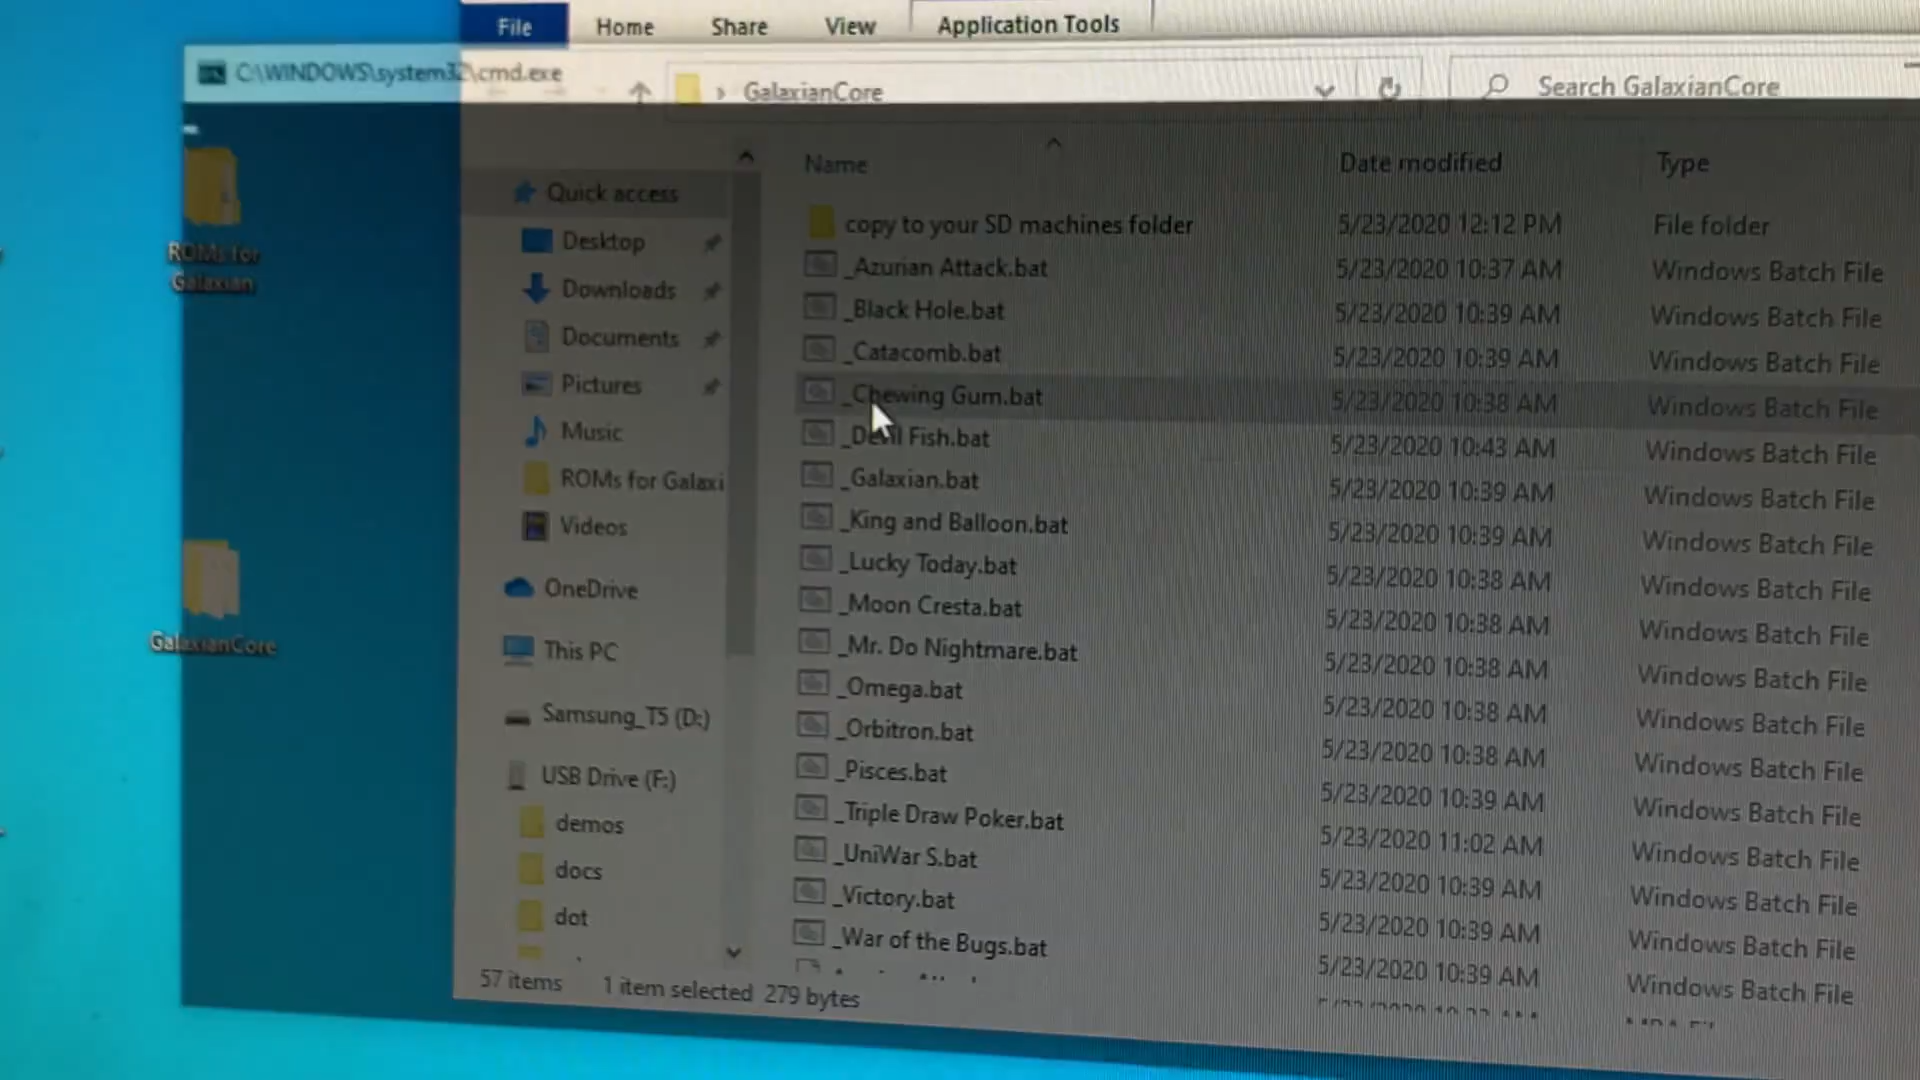 File Home Share View Application Tools
C:\WINDOWS\system32\cmd.exe
GalaxianCore
Search GalaxianCore
Name Date modified Type
ROMs for
Galaxian
GalaxianCore
Quick access
Desktop
Downloads
Documents
Pictures
Music
ROMs for Galaxi
Videos
OneDrive
This PC
Samsung_T5 (D:)
USB Drive (F:)
demos
docs
dot
copy to your SD machines folder 5/23/2020 12:12 PM File folder
_Azurian Attack.bat 5/23/2020 10:37 AM Windows Batch File
_Black Hole.bat 5/23/2020 10:39 AM Windows Batch File
_Catacomb.bat 5/23/2020 10:39 AM Windows Batch File
_Chewing Gum.bat 5/23/2020 10:38 AM Windows Batch File
_Devil Fish.bat 5/23/2020 10:43 AM Windows Batch File
_Galaxian.bat 5/23/2020 10:39 AM Windows Batch File
_King and Balloon.bat 5/23/2020 10:39 AM Windows Batch File
_Lucky Today.bat 5/23/2020 10:38 AM Windows Batch File
_Moon Cresta.bat 5/23/2020 10:38 AM Windows Batch File
_Mr. Do Nightmare.bat 5/23/2020 10:38 AM Windows Batch File
_Omega.bat 5/23/2020 10:38 AM Windows Batch File
_Orbitron.bat 5/23/2020 10:38 AM Windows Batch File
_Pisces.bat 5/23/2020 10:39 AM Windows Batch File
_Triple Draw Poker.bat 5/23/2020 11:02 AM Windows Batch File
_UniWar S.bat 5/23/2020 10:39 AM Windows Batch File
_Victory.bat 5/23/2020 10:39 AM Windows Batch File
_War of the Bugs.bat 5/23/2020 10:39 AM Windows Batch File
57 items 1 item selected 279 bytes